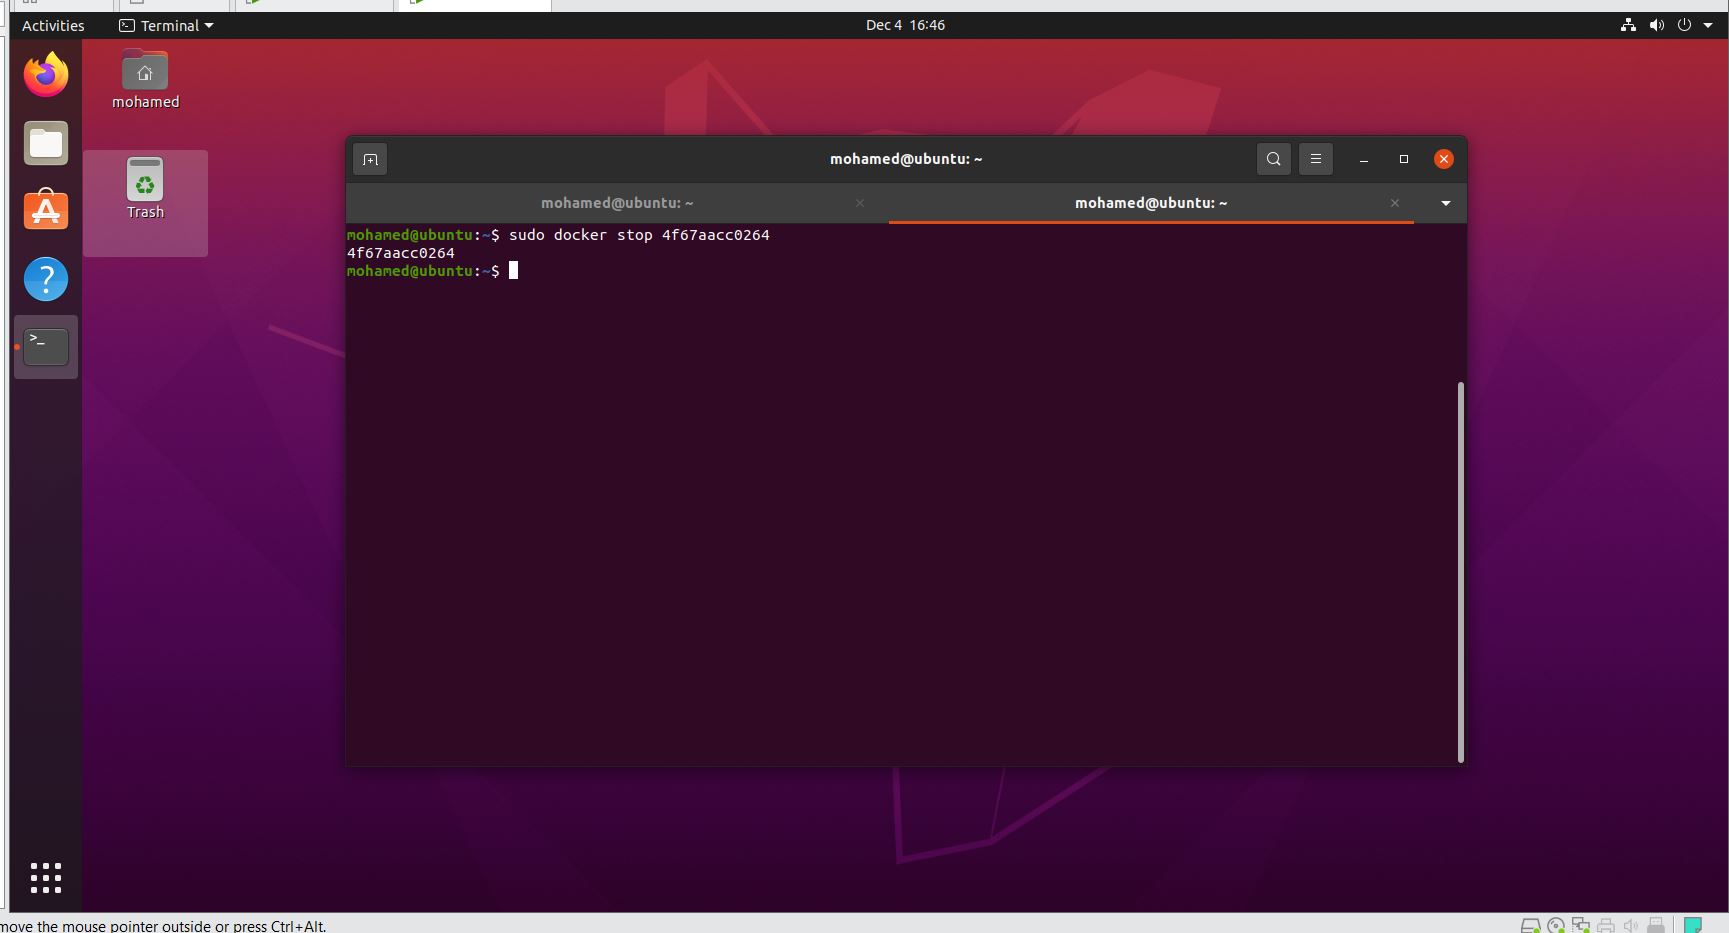 Activities
Terminal
Dec 4 16:46
mohamed
Trash
mohamed@ubuntu: ~
mohamed@ubuntu: ~
mohamed@ubuntu: ~
mohamed@ubuntu:~$ sudo docker stop 4f67aacc0264
4f67aacc0264
mohamed@ubuntu:~$
move the mouse pointer outside or press Ctrl+Alt.